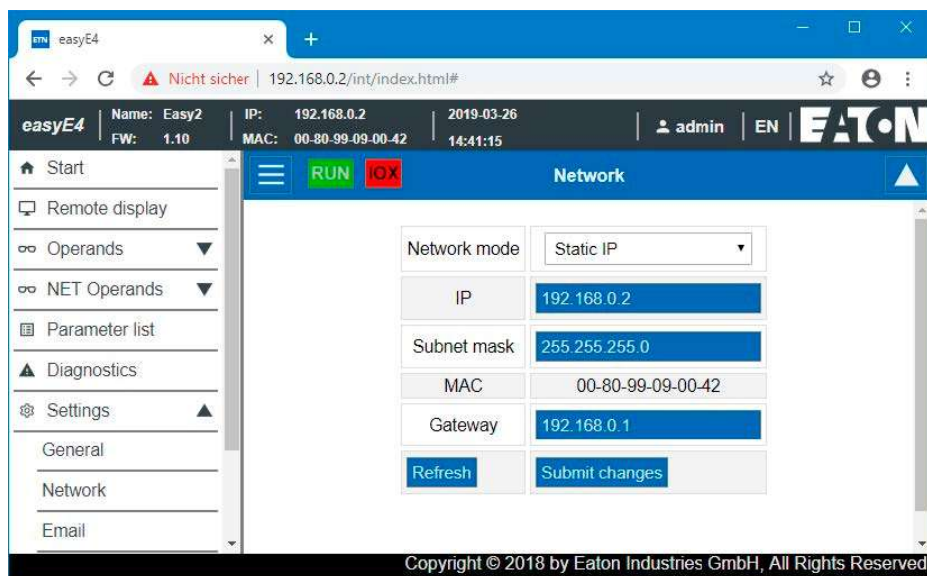 ETN easyE4
Nicht sicher | 192.168.0.2/int/index.html#
easyE4
Name: Easy2
FW: 1.10
IP: 192.168.0.2
MAC: 00-80-99-09-00-42
2019-03-26
14:41:15
admin
EN
EATON
Start
Remote display
Operands
NET Operands
Parameter list
Diagnostics
Settings
General
Network
Email
RUN IOX Network
Network mode Static IP
IP 192.168.0.2
Subnet mask 255.255.255.0
MAC 00-80-99-09-00-42
Gateway 192.168.0.1
Refresh Submit changes
Copyright © 2018 by Eaton Industries GmbH, All Rights Reserved